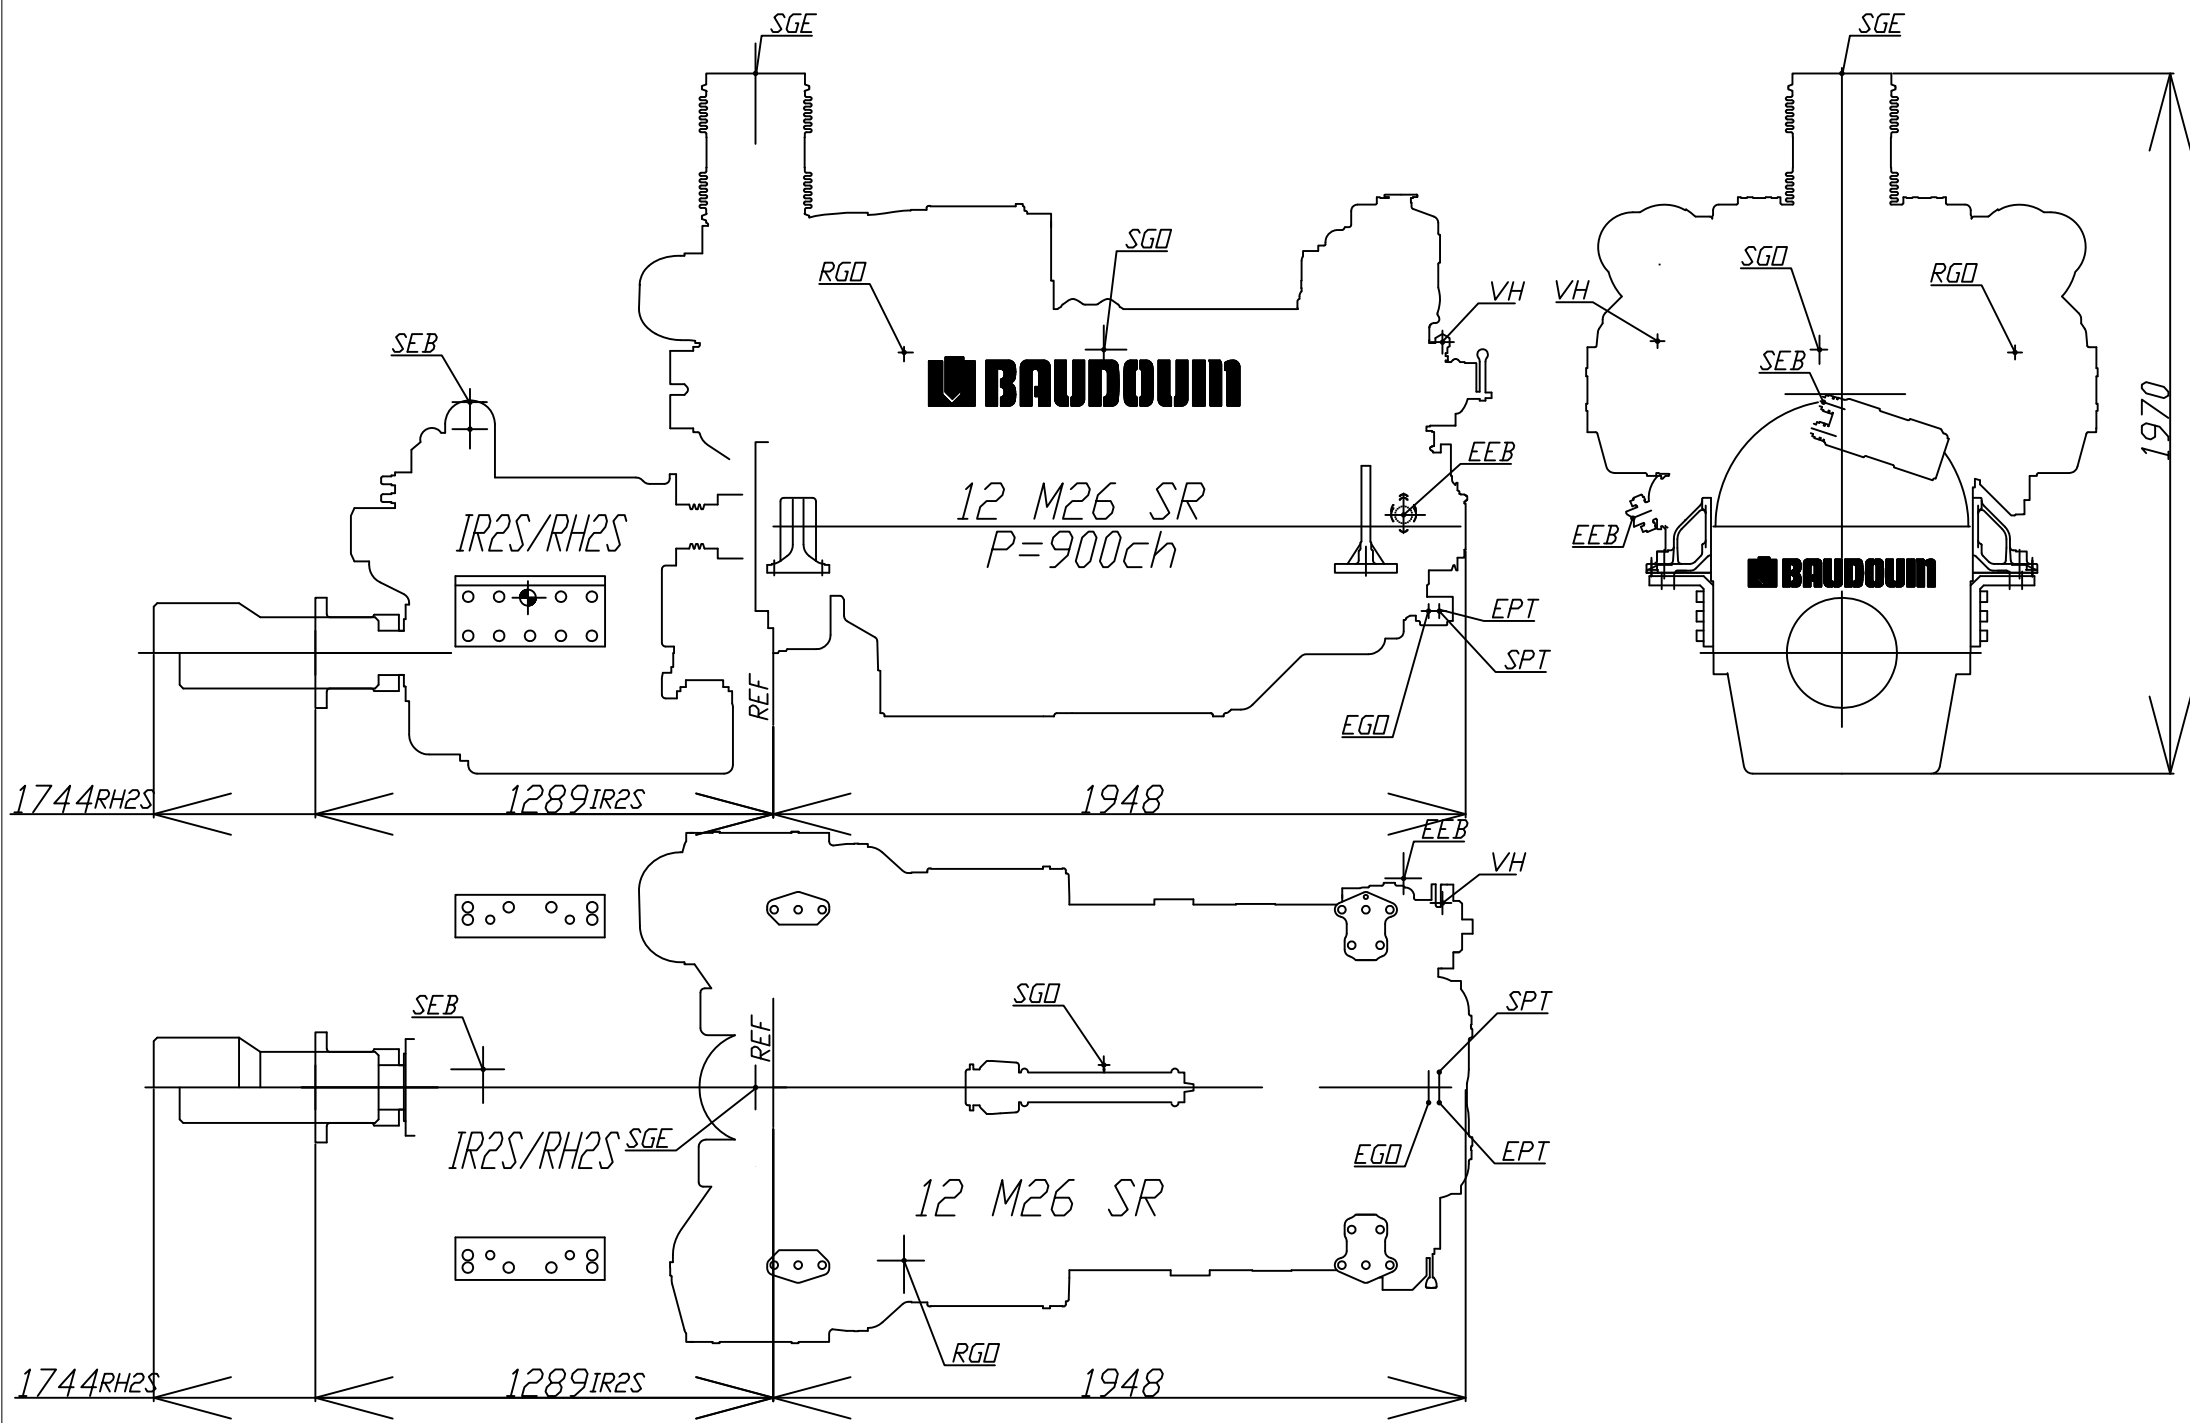 SGE
SGE
SGO
RGO
VH
VH
SGO
RGO
SEB
SEB
BAUDOUIN
1970
EEB
12 M26 SR
P=900ch
IR2S/RH2S
EEB
BAUDOUIN
EPT
SPT
REF
EGO
1744RH2S
1289IR2S
1948
EEB
VH
SEB
SGO
SPT
REF
IR2S/RH2S
SGE
EGO
EPT
12 M26 SR
RGO
1744RH2S
1289IR2S
1948